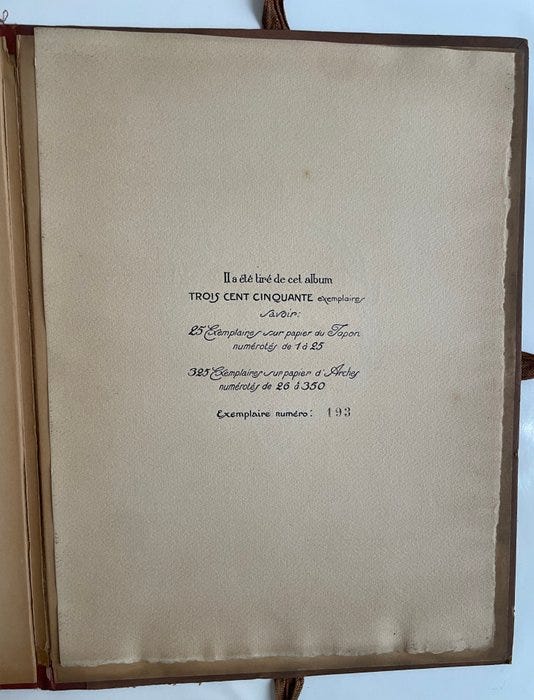 Il a été tiré de cet album
TROIS CENT CINQUANTE exemplaires
savoir:
25 Exemplaires sur papier du Japon
numérotés de 1 à 25
325 Exemplaires sur papier d'Arches
numérotés de 26 à 350
Exemplaire numéro: 193